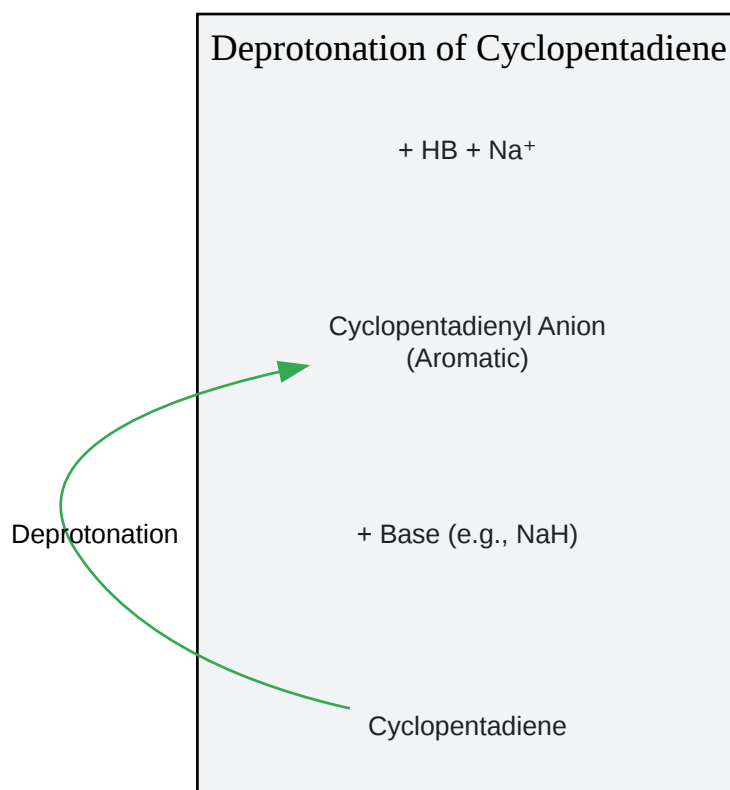 Deprotonation of Cyclopentadiene
+ HB + Na⁺
Cyclopentadienyl Anion
(Aromatic)
Deprotonation
+ Base (e.g., NaH)
Cyclopentadiene